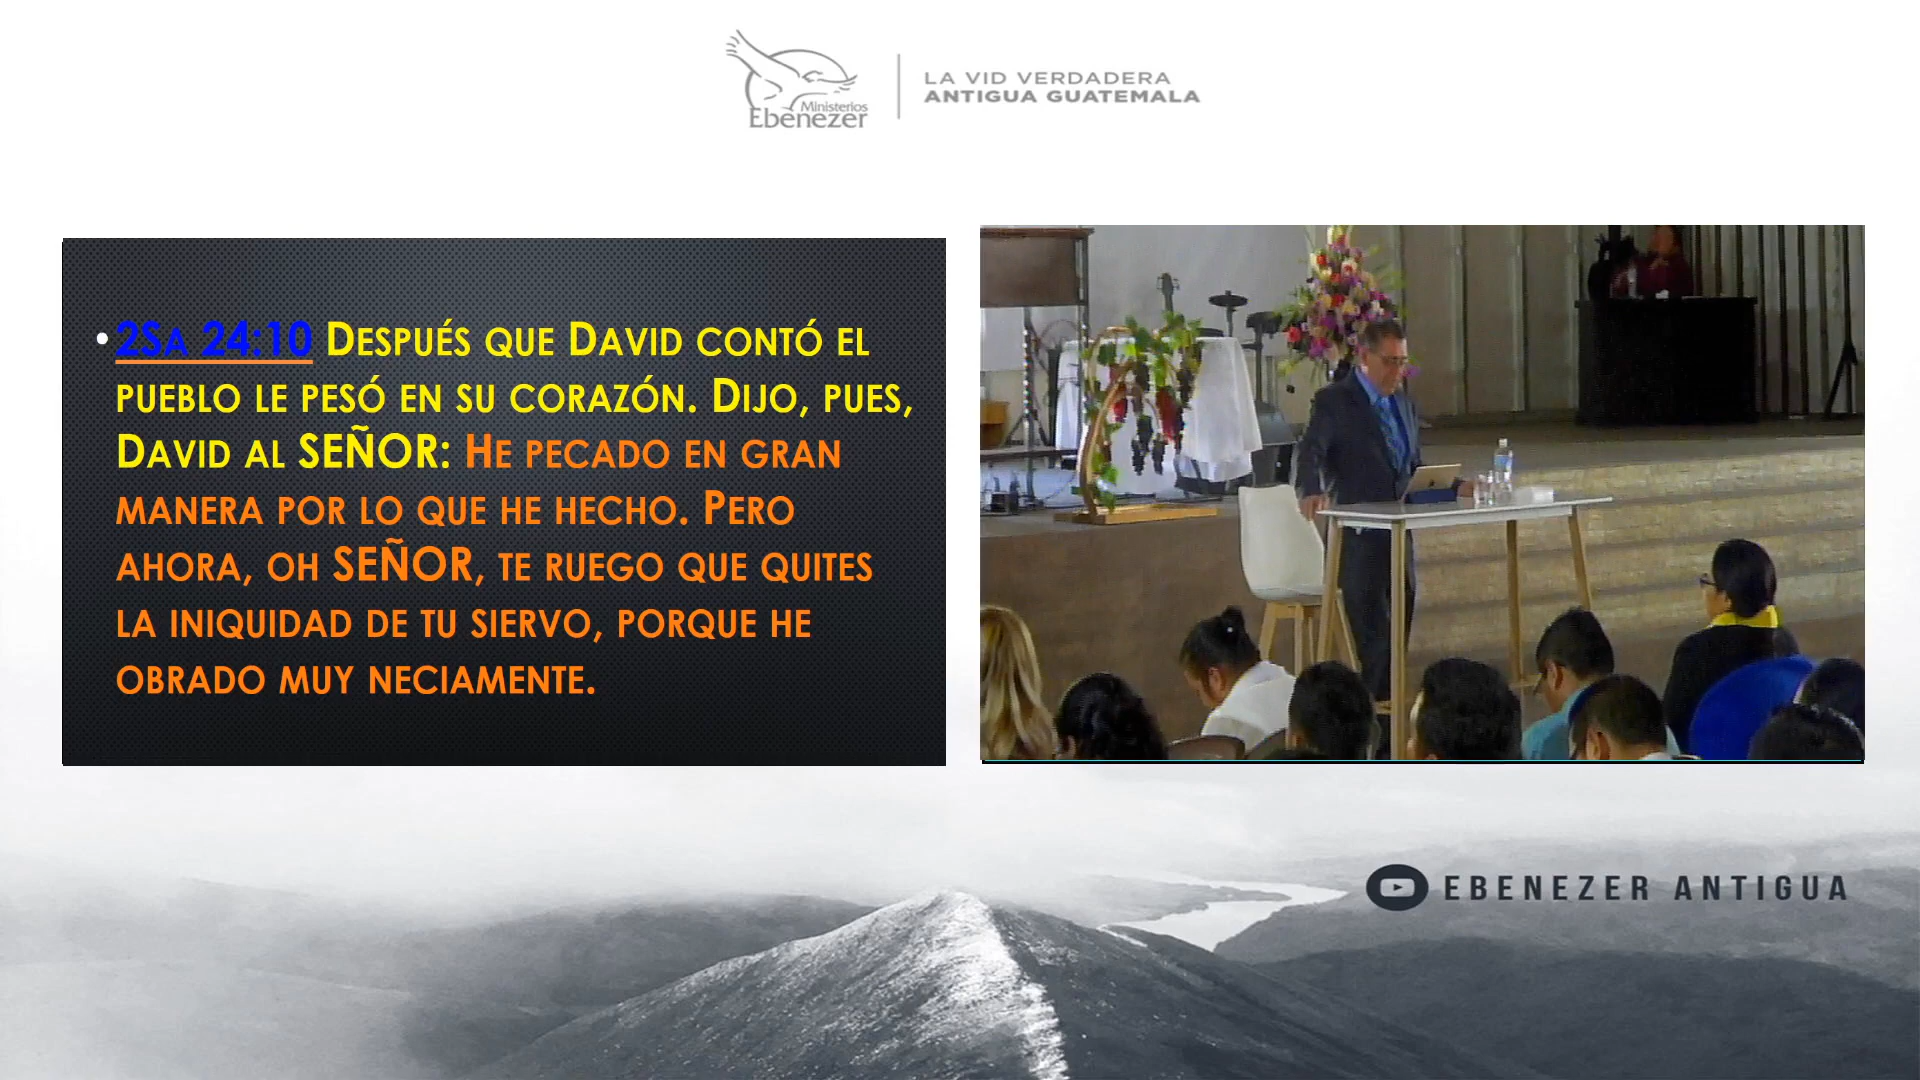 Ministerios
Ebenezer
LA VID VERDADERA
ANTIGUA GUATEMALA
• 2Sa 24:10 Después que David contó el
pueblo le pesó en su corazón. Dijo, pues,
David al SEÑOR: He pecado en gran
manera por lo que he hecho. Pero
ahora, oh SEÑOR, te ruego que quites
la iniquidad de tu siervo, porque he
obrado muy neciamente.
EBENEZER ANTIGUA